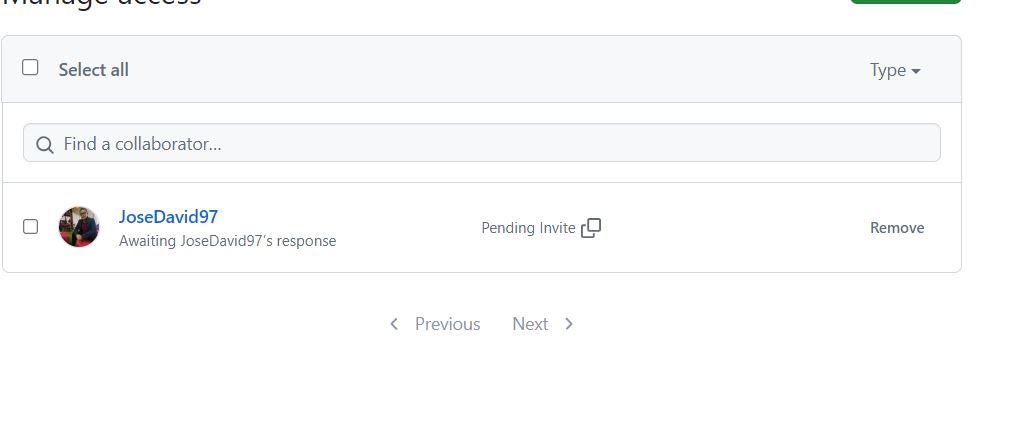 Manage access
Select all
Type
Find a collaborator...
JoseDavid97
Awaiting JoseDavid97's response
Pending Invite
Remove
Previous
Next